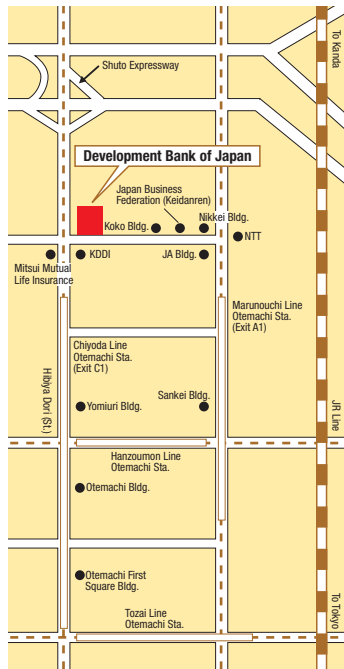 To Kanda
Shuto Expressway
Development Bank of Japan
Japan Business
Federation (Keidanren)
Koko Bldg.
Nikkei Bldg.
NTT
Mitsui Mutual
Life Insurance
KDDI
JA Bldg.
Marunouchi Line
Otemachi Sta.
(Exit A1)
Chiyoda Line
Otemachi Sta.
(Exit C1)
Hibiya Dori (St.)
Yomiuri Bldg.
Sankei Bldg.
JR Line
Hanzoumon Line
Otemachi Sta.
Otemachi Bldg.
Otemachi First
Square Bldg.
Tozai Line
Otemachi Sta.
To Tokyo